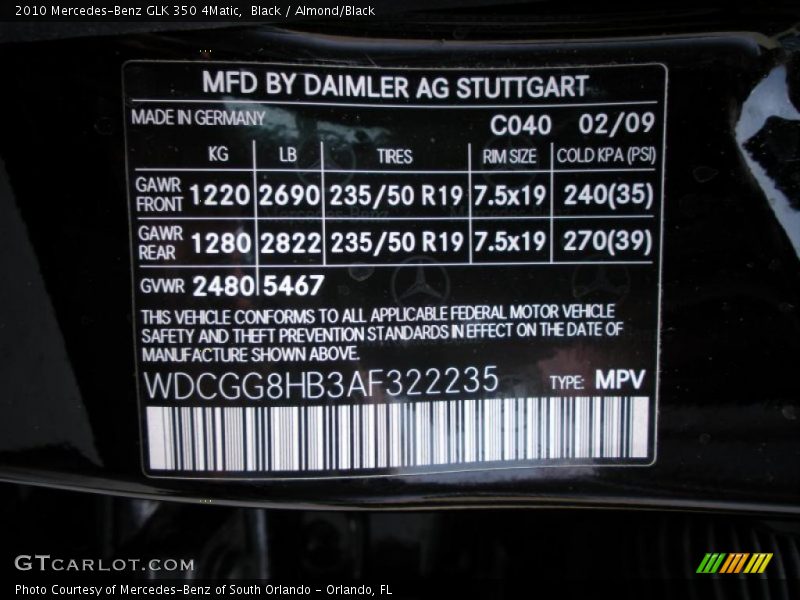 2010 Mercedes-Benz GLK 350 4Matic, Black / Almond/Black
MFD BY DAIMLER AG STUTTGART
MADE IN GERMANY C040 02/09
KG LB TIRES RIM SIZE COLD KPA (PSI)
GAWR FRONT 1220 2690 235/50 R19 7.5x19 240(35)
GAWR REAR 1280 2822 235/50 R19 7.5x19 270(39)
GVWR 2480 5467
THIS VEHICLE CONFORMS TO ALL APPLICABLE FEDERAL MOTOR VEHICLE
SAFETY AND THEFT PREVENTION STANDARDS IN EFFECT ON THE DATE OF
MANUFACTURE SHOWN ABOVE.
WDCGG8HB3AF322235 TYPE: MPV
GTCARLOT.COM
Photo Courtesy of Mercedes-Benz of South Orlando - Orlando, FL